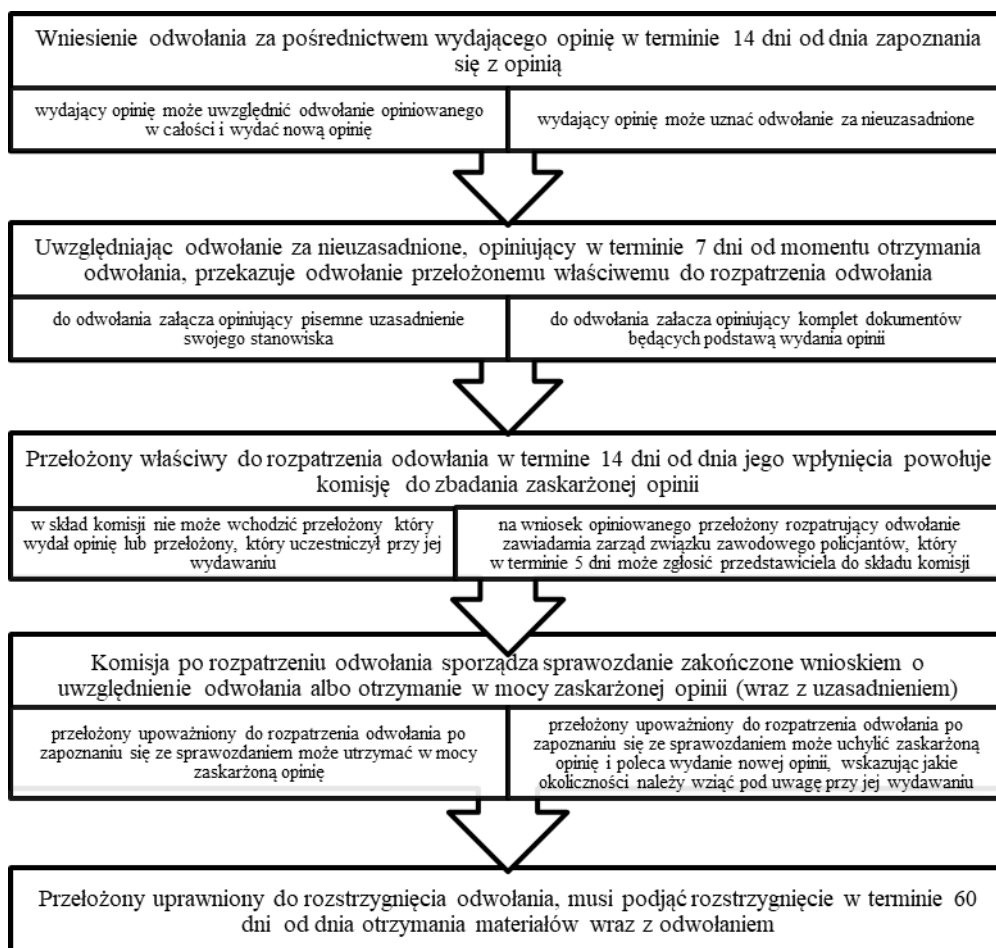 Wniesienie odwołania za pośrednictwem wydającego opinię w terminie 14 dni od dnia zapoznania
się z opinią
wydający opinię może uwzględnić odwołanie opiniowanego
w całości i wydać nową opinię
wydający opinię może uznać odwołanie za nieuzasadnione
Uwzględniając odwołanie za nieuzasadnione, opiniujący w terminie 7 dni od momentu otrzymania
odwołania, przekazuje odwołanie przełożonemu właściwemu do rozpatrzenia odwołania
do odwołania załącza opiniujący pisemne uzasadnienie
swojego stanowiska
do odwołania załacza opiniujący komplet dokumentów
będących podstawą wydania opinii
Przełożony właściwy do rozpatrzenia odowłania w termine 14 dni od dnia jego wpłynięcia powołuje
komisję do zbadania zaskarżonej opinii
w skład komisji nie może wchodzić przełożony który
wydał opinię lub przełożony, który uczestniczył przy jej
wydawaniu
na wniosek opiniowanego przełożony rozpatrujący odwołanie
zawiadamia zarząd związku zawodowego policjantów, który
w terminie 5 dni może zgłosić przedstawiciela do składu komisji
Komisja po rozpatrzeniu odwołania sporządza sprawozdanie zakończone wnioskiem o
uwzględnienie odwołania albo otrzymanie w mocy zaskarżonej opinii (wraz z uzasadnieniem)
przełożony upoważniony do rozpatrzenia odwołania po
zapoznaniu się ze sprawozdaniem może utrzymać w mocy
zaskarżoną opinię
przełożony upoważniony do rozpatrzenia odwołania po
zapoznaniu się ze sprawozdaniem może uchylić zaskarżoną
opinię i poleca wydanie nowej opinii, wskazując jakie
okoliczności należy wziąć pod uwagę przy jej wydawaniu
Przełożony uprawniony do rozstrzygnięcia odwołania, musi podjąć rozstrzygnięcie w terminie 60
dni od dnia otrzymania materiałów wraz z odwołaniem